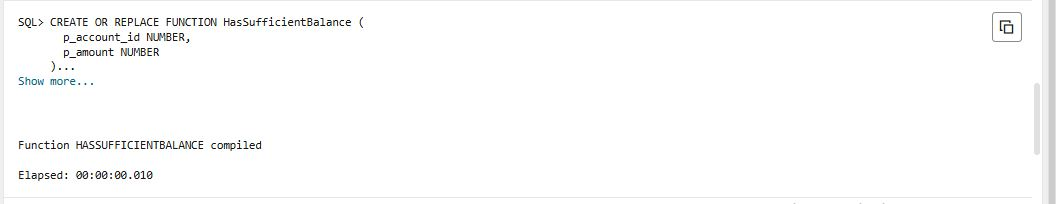 SQL> CREATE OR REPLACE FUNCTION HasSufficientBalance (
p_account_id NUMBER,
p_amount NUMBER
)...
Show more...
Function HASSUFFICIENTBALANCE compiled
Elapsed: 00:00:00.010